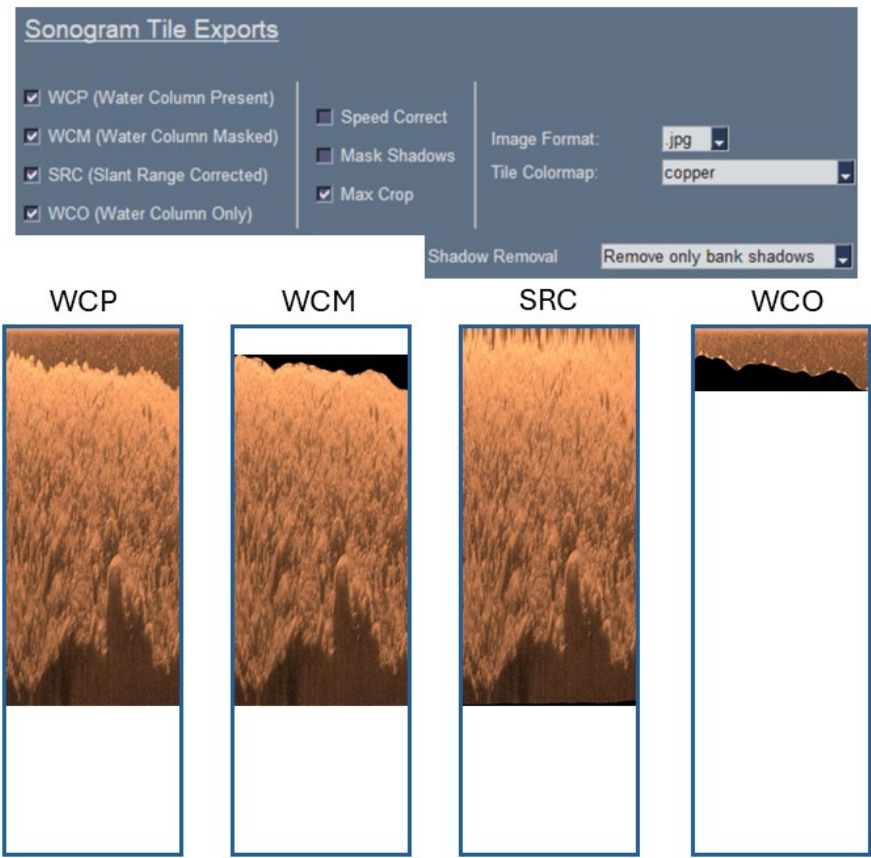 Sonogram Tile Exports
WCP (Water Column Present)
WCM (Water Column Masked)
SRC (Slant Range Corrected)
WCO (Water Column Only)
Speed Correct
Mask Shadows
Max Crop
Image Format: .jpg
Tile Colormap: copper
Shadow Removal Remove only bank shadows
WCP WCM SRC WCO